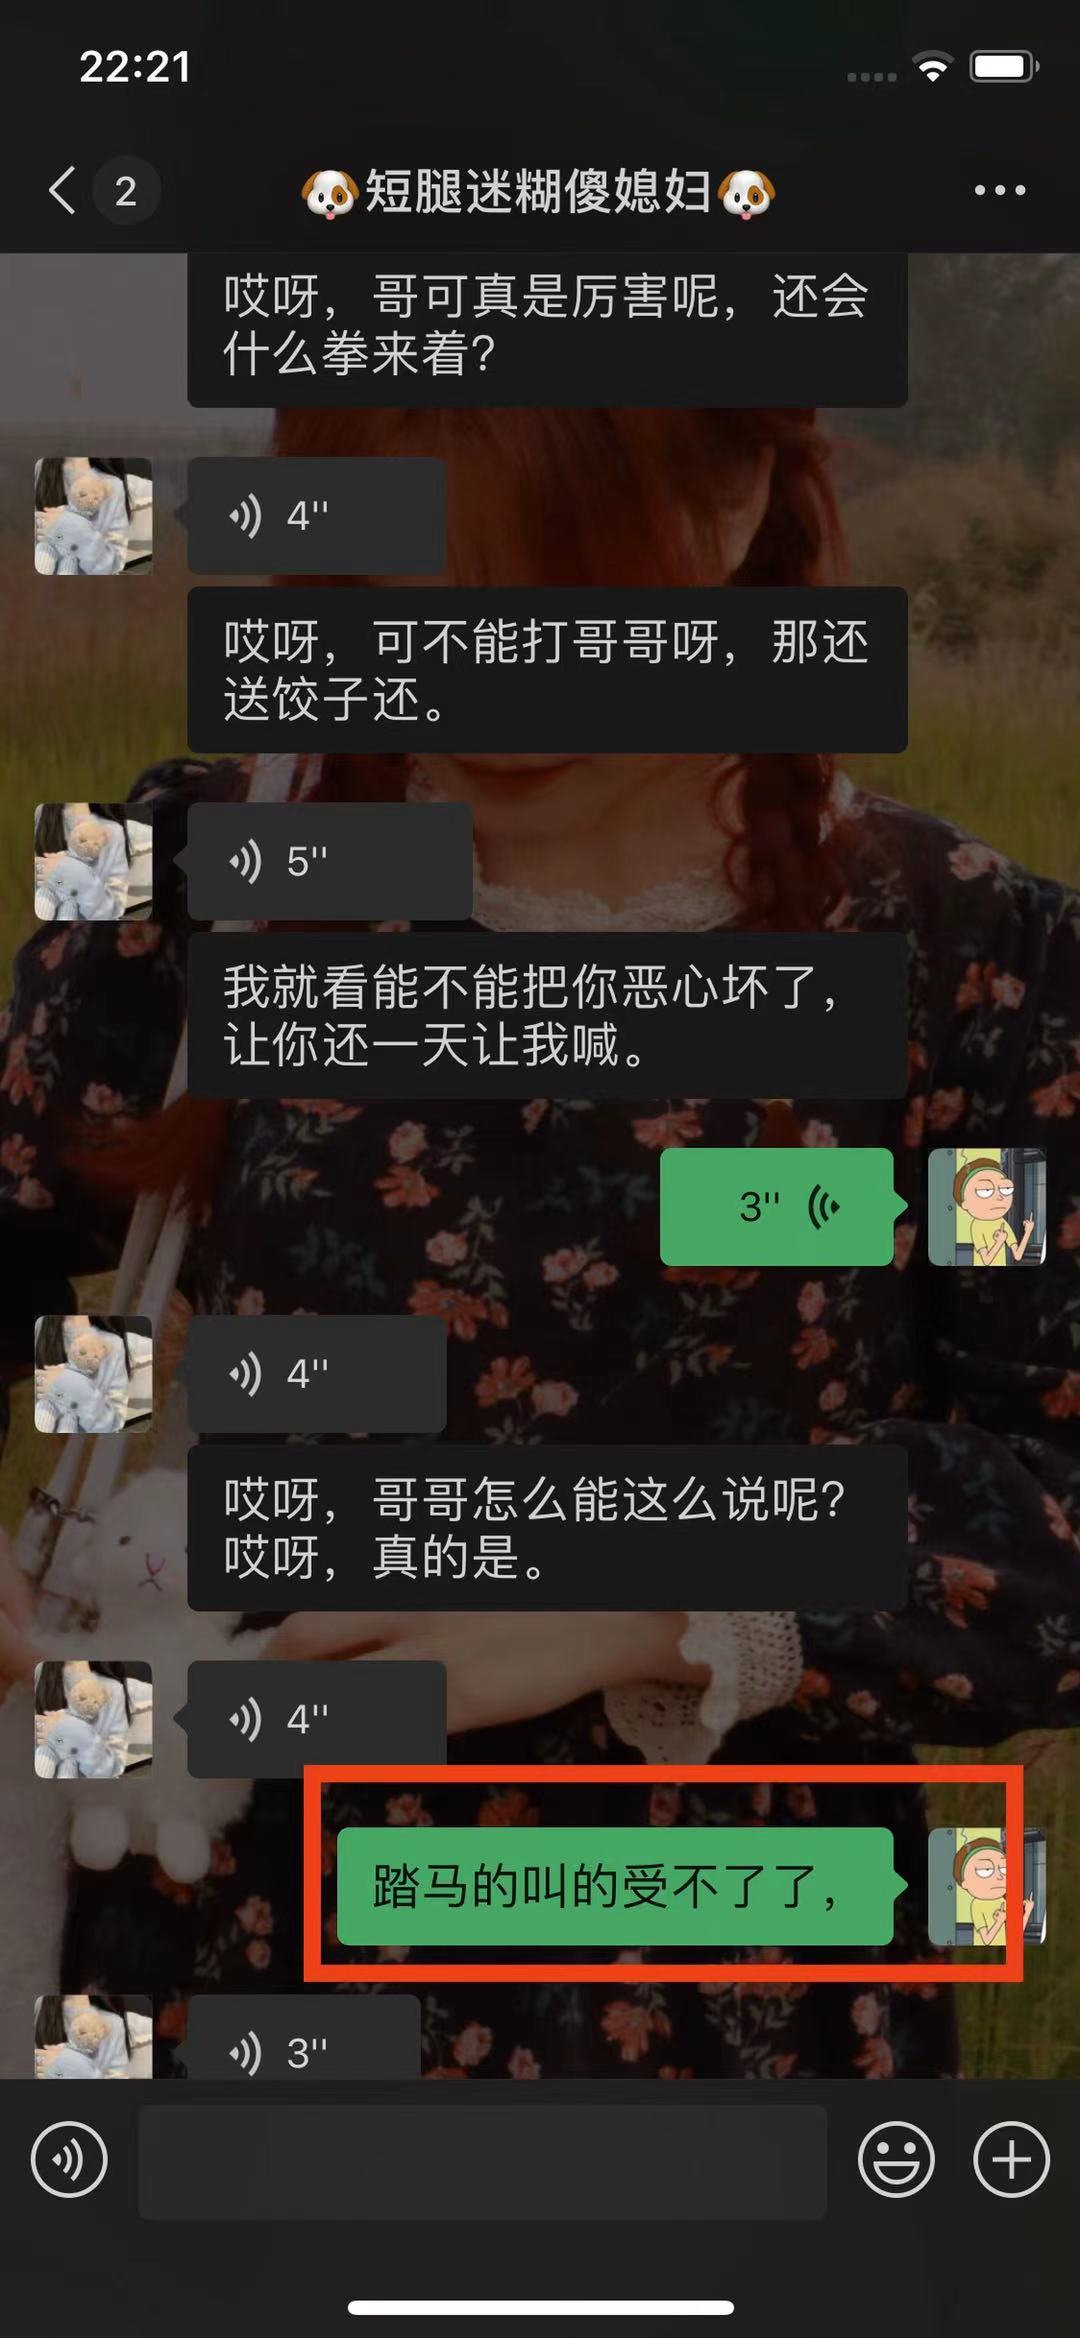 22:21
2
🐶短腿迷糊傻媳妇🐶
哎呀，哥可真是厉害呢，还会
什么拳来着？
4"
哎呀，可不能打哥哥呀，那还
送饺子还。
5"
我就看能不能把你恶心坏了，
让你还一天让我喊。
3"
4"
哎呀，哥哥怎么能这么说呢？
哎呀，真的是。
4"
踏马的叫的受不了了，
3"